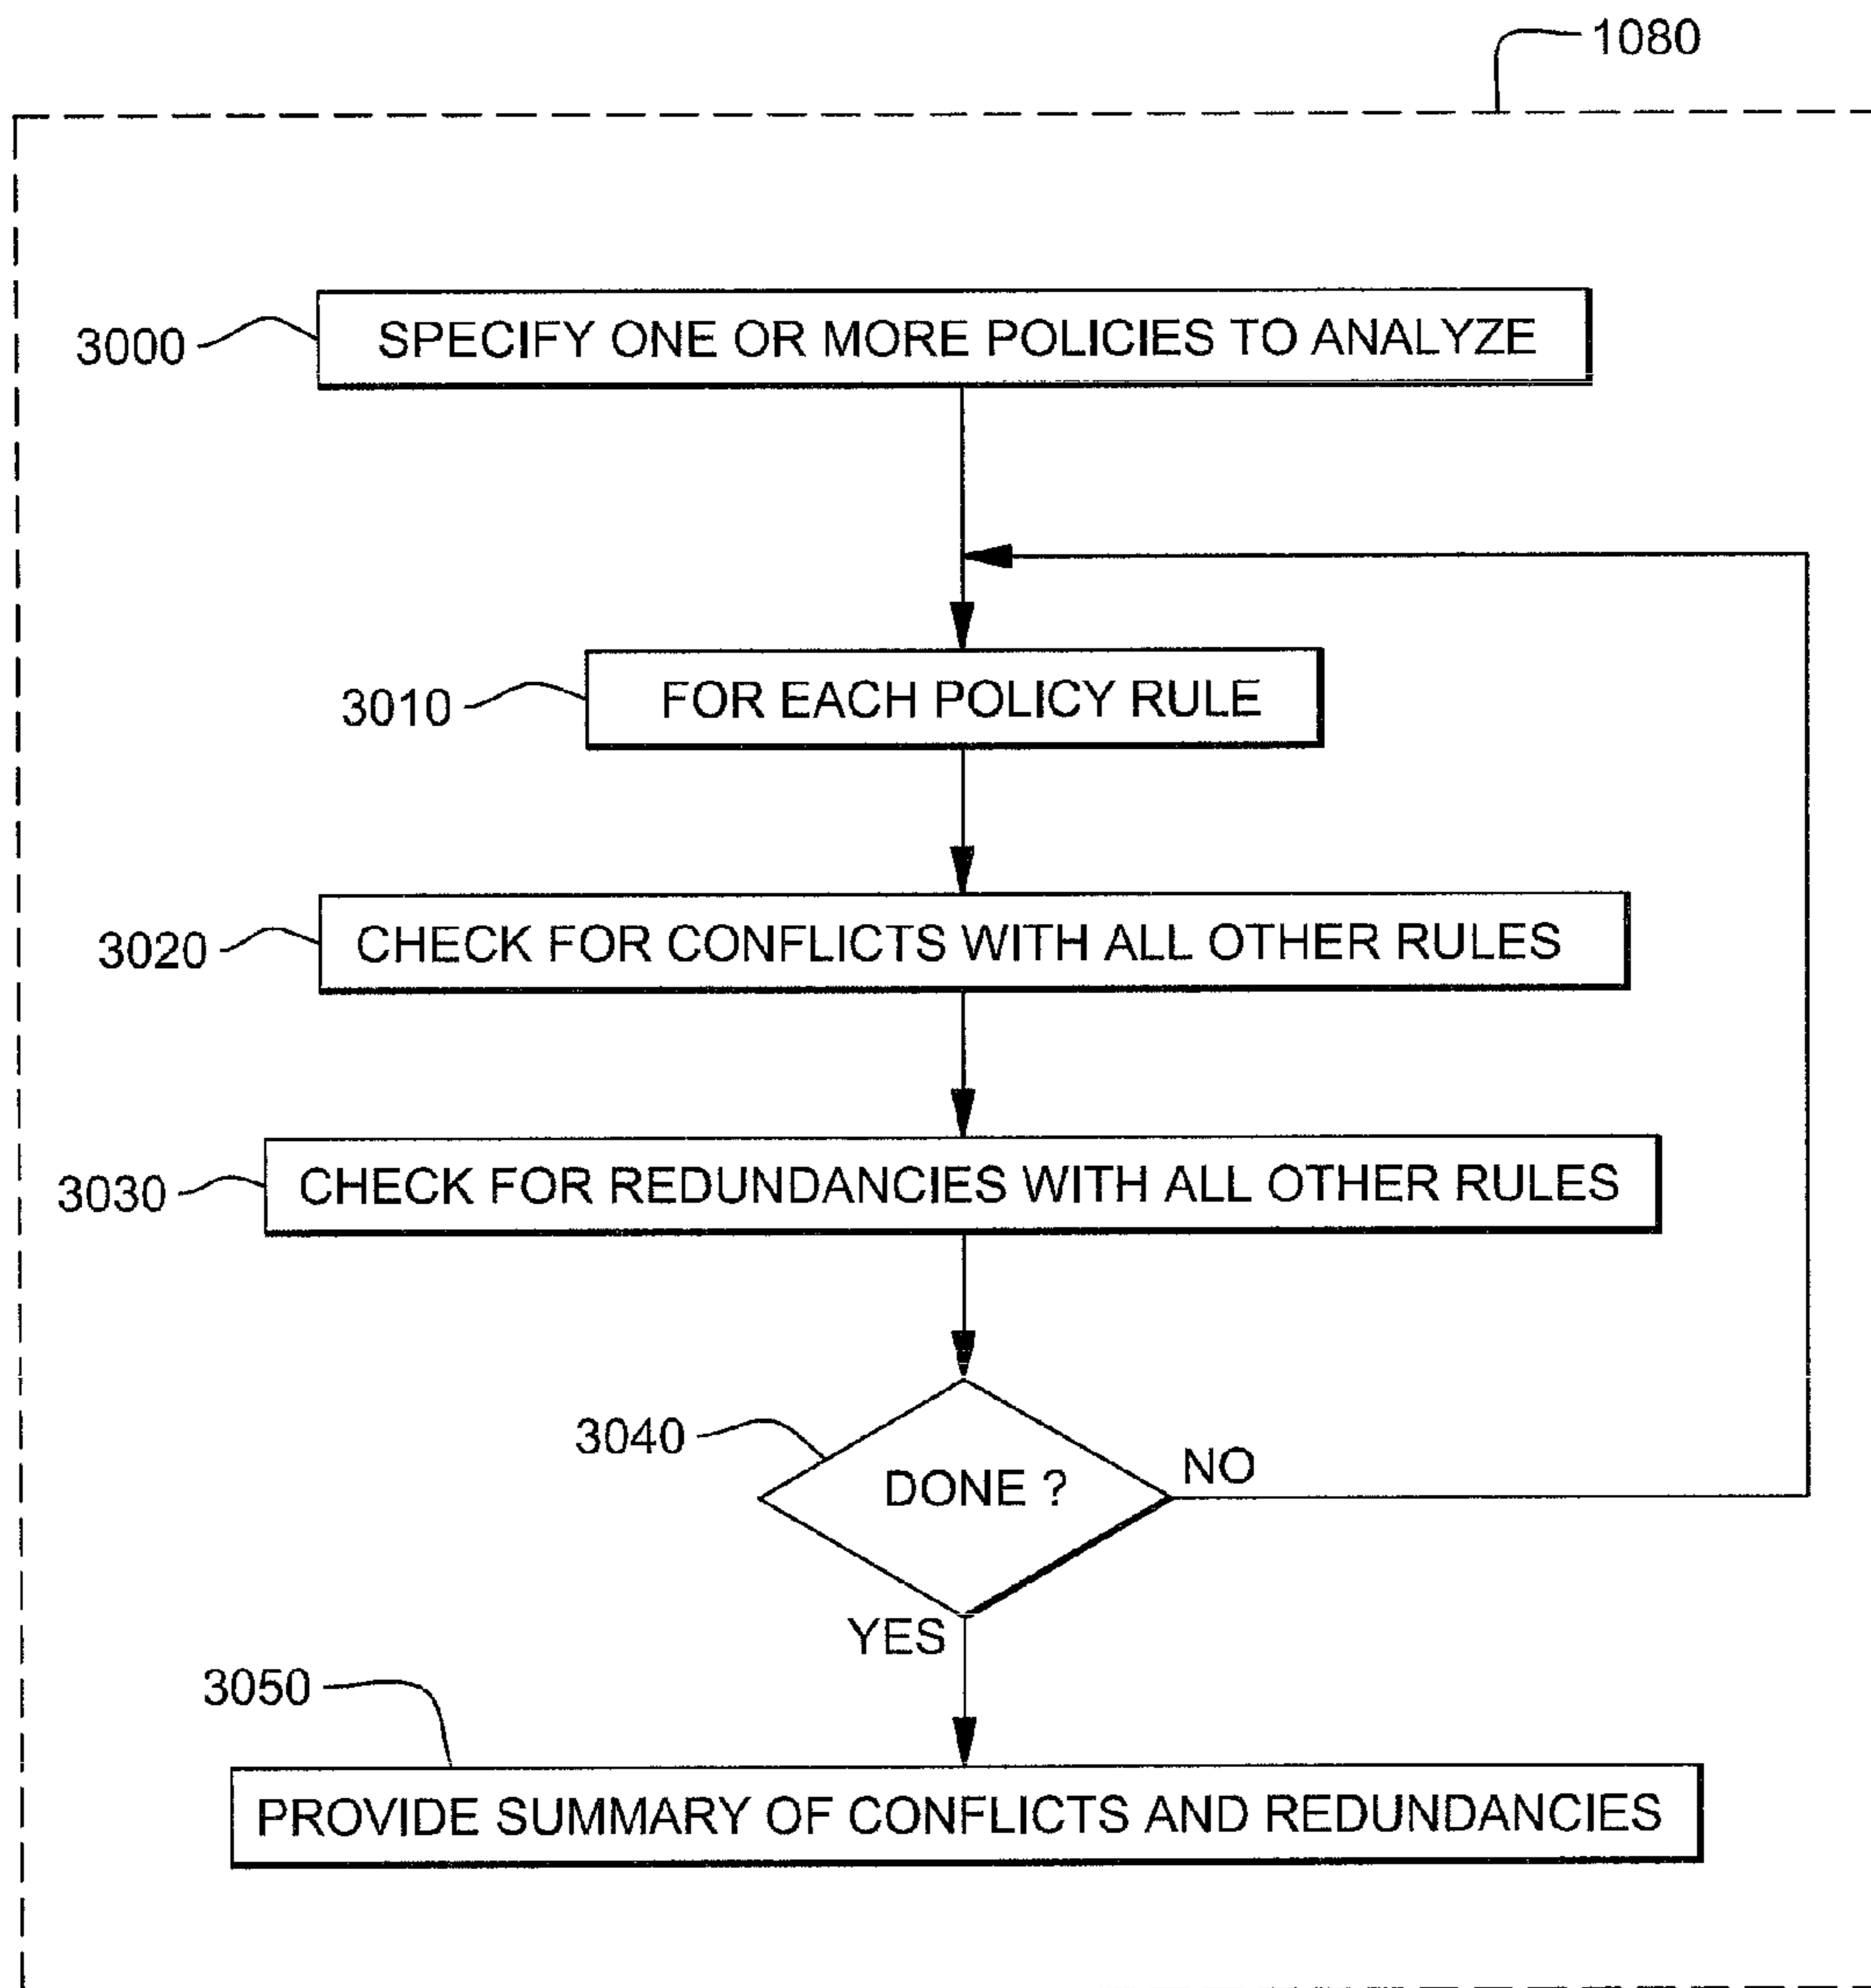 1080
3000
SPECIFY ONE OR MORE POLICIES TO ANALYZE
3010
FOR EACH POLICY RULE
3020
CHECK FOR CONFLICTS WITH ALL OTHER RULES
3030
CHECK FOR REDUNDANCIES WITH ALL OTHER RULES
3040
DONE ?
NO
YES
3050
PROVIDE SUMMARY OF CONFLICTS AND REDUNDANCIES